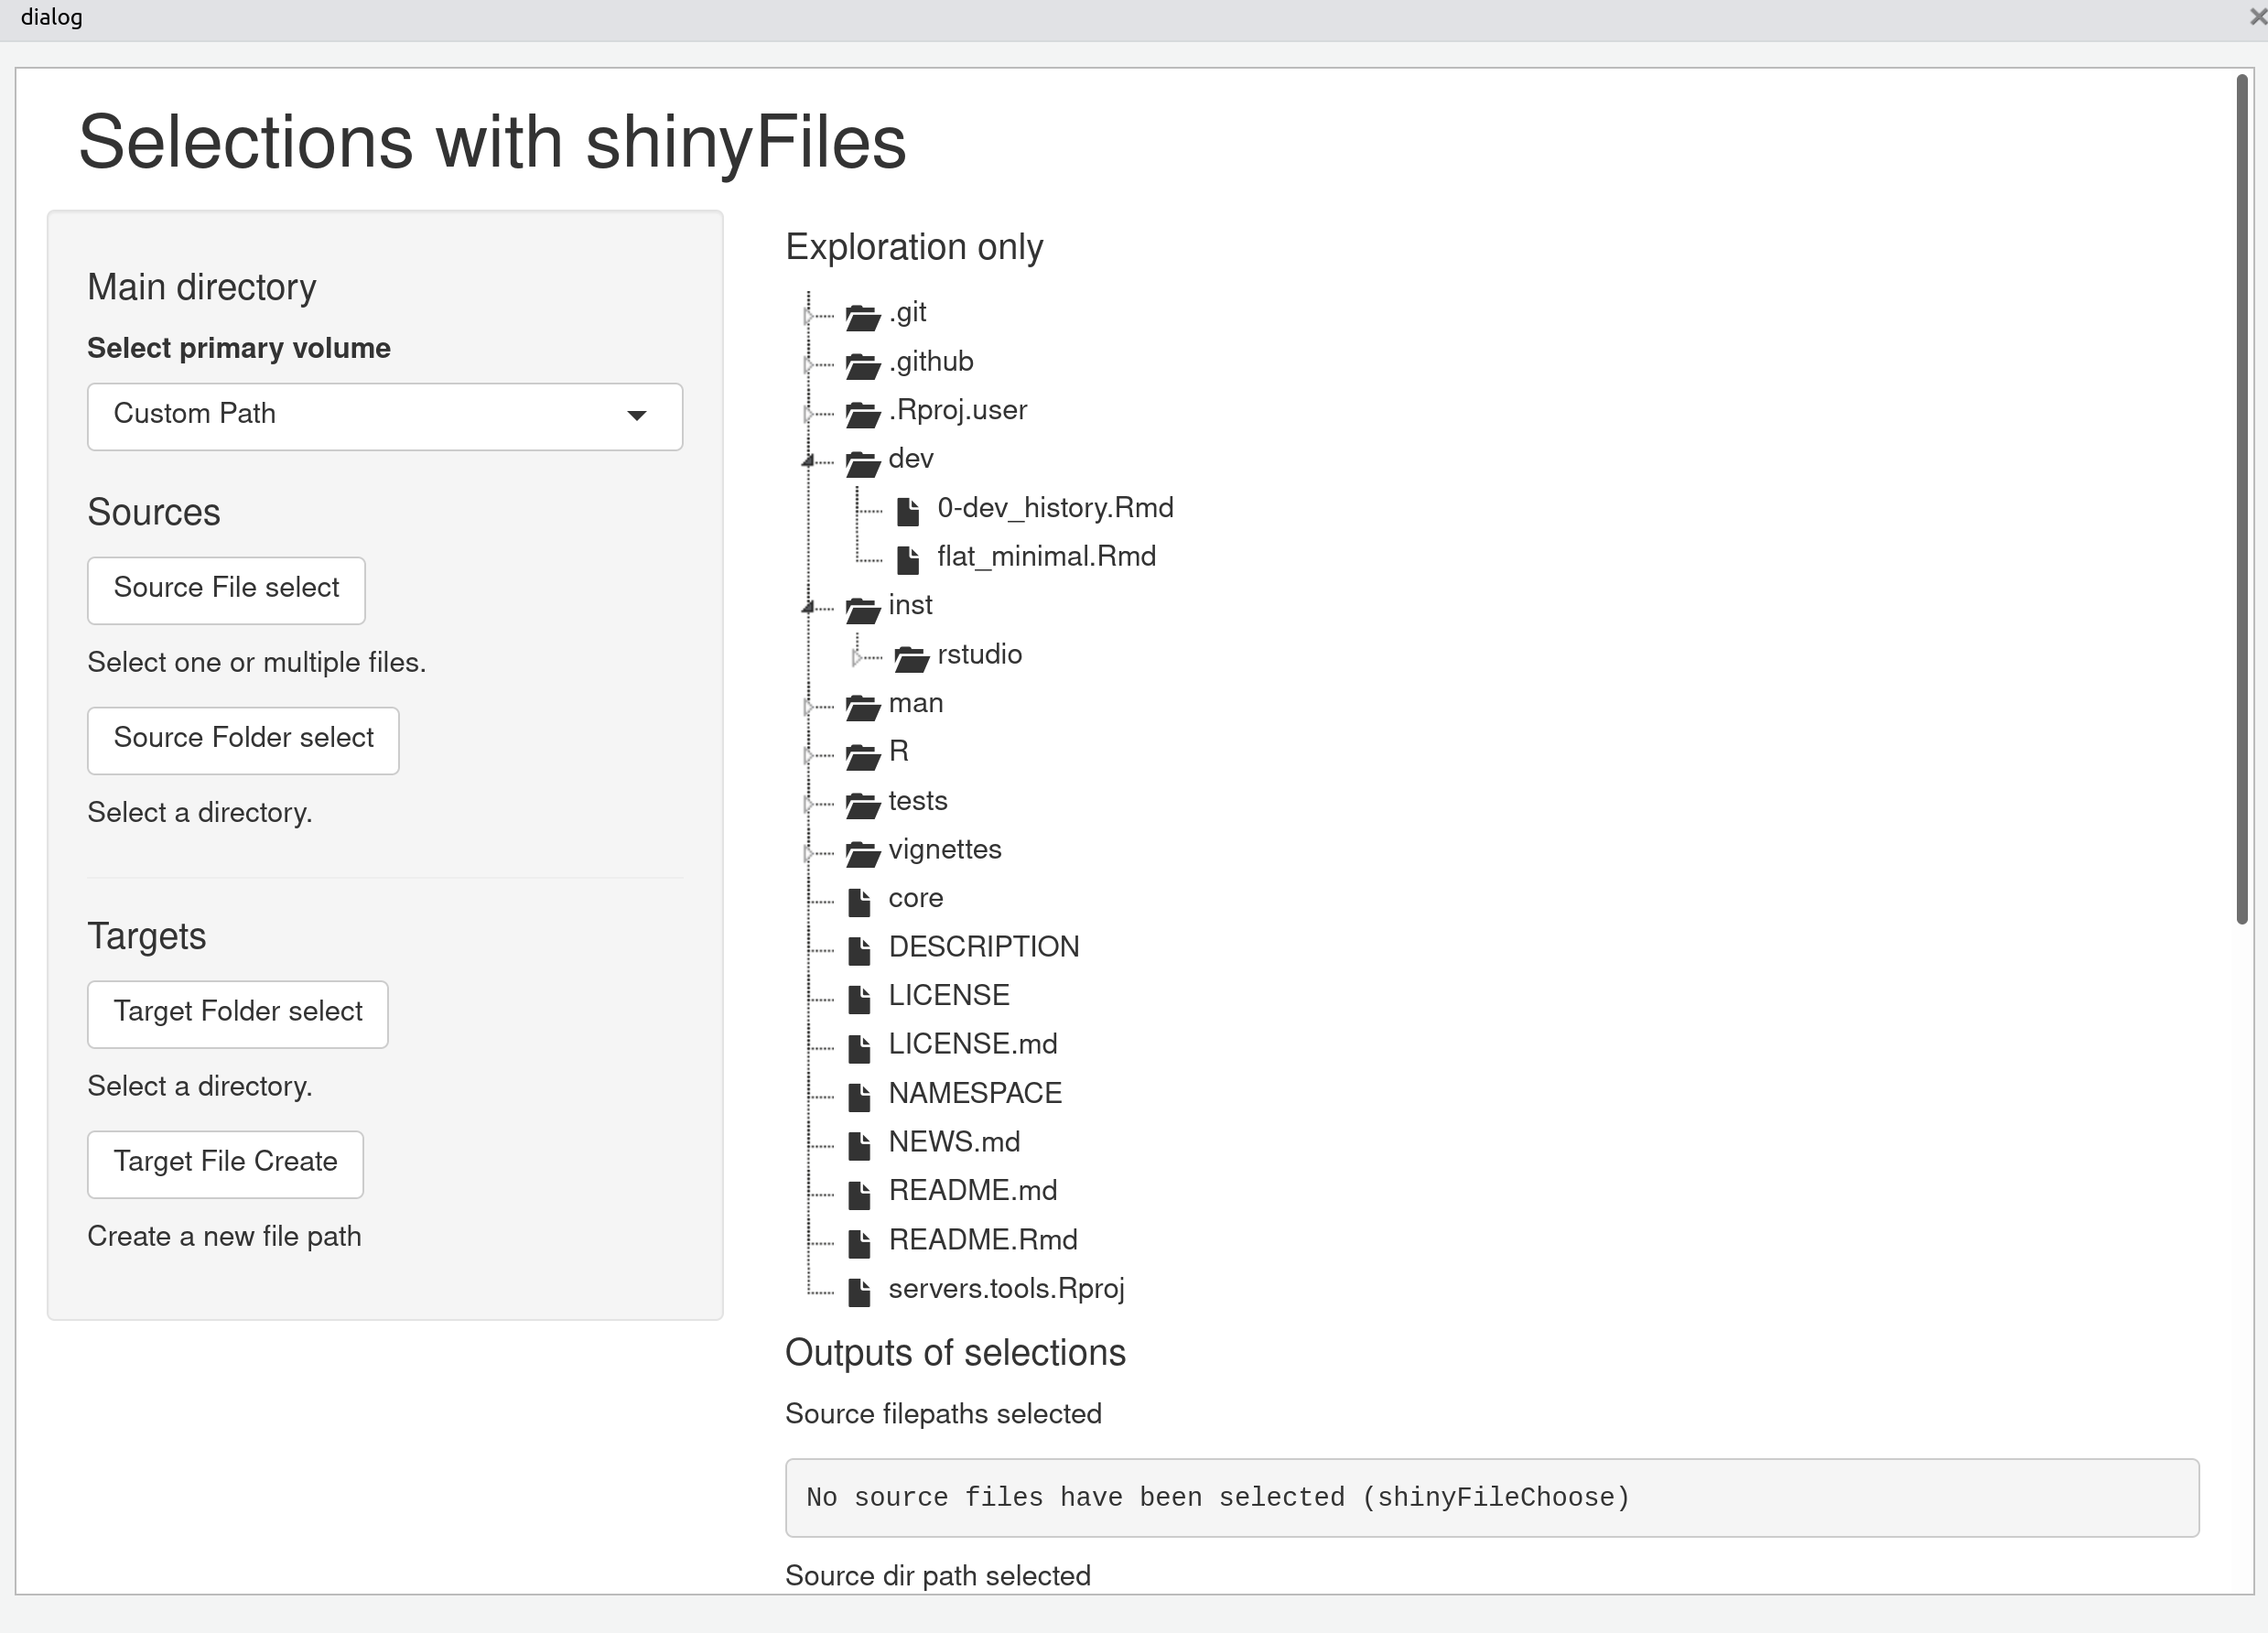 dialog
Selections with shinyFiles
Main directory
Select primary volume
Custom Path
Sources
Source File select
Select one or multiple files.
Source Folder select
Select a directory.
Targets
Target Folder select
Select a directory.
Target File Create
Create a new file path
Exploration only
.git
.github
.Rproj.user
dev
0-dev_history.Rmd
flat_minimal.Rmd
inst
rstudio
man
R
tests
vignettes
core
DESCRIPTION
LICENSE
LICENSE.md
NAMESPACE
NEWS.md
README.md
README.Rmd
servers.tools.Rproj
Outputs of selections
Source filepaths selected
No source files have been selected (shinyFileChoose)
Source dir path selected